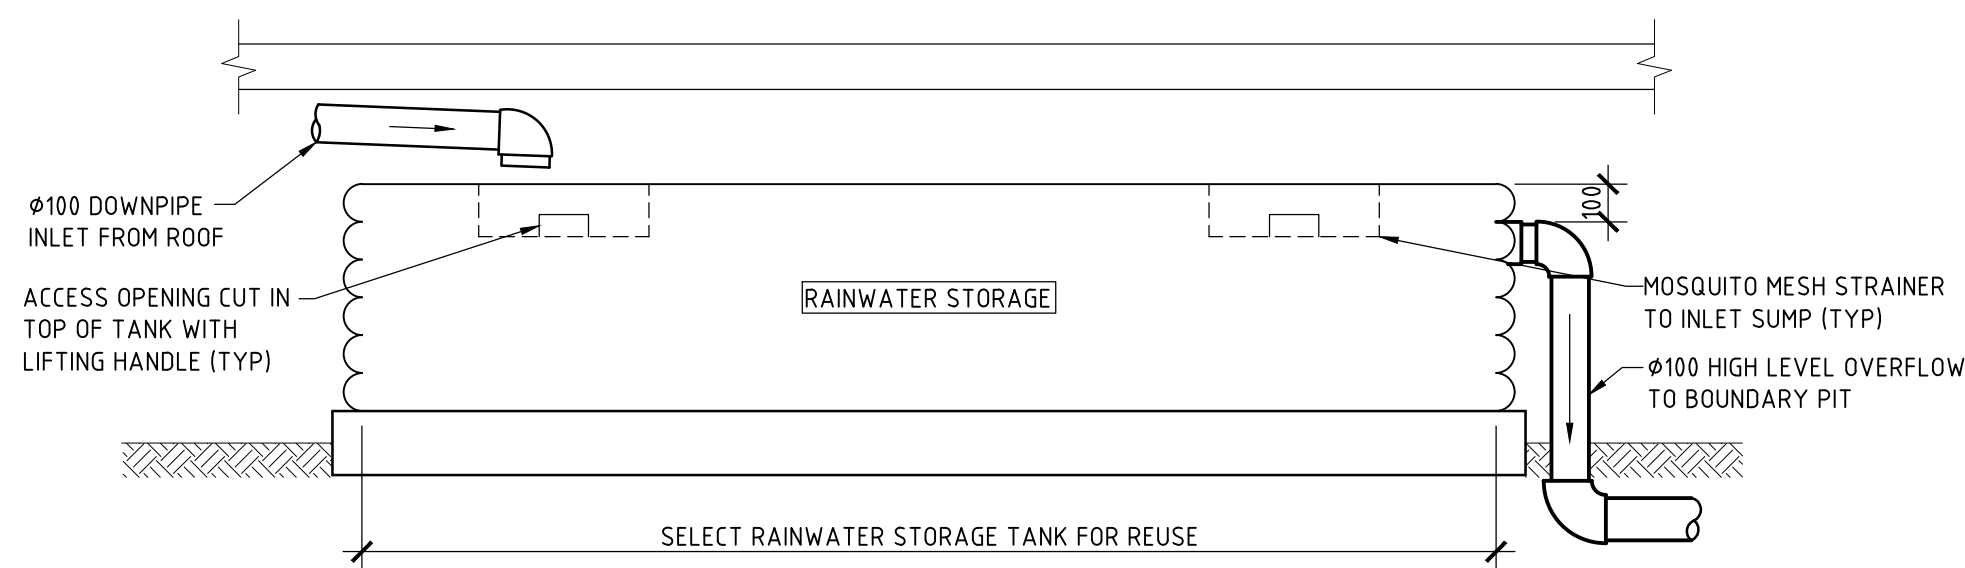 Ø100 DOWNPIPE
INLET FROM ROOF
ACCESS OPENING CUT IN
TOP OF TANK WITH
LIFTING HANDLE (TYP)
RAINWATER STORAGE
100
MOSQUITO MESH STRAINER
TO INLET SUMP (TYP)
Ø100 HIGH LEVEL OVERFLOW
TO BOUNDARY PIT
SELECT RAINWATER STORAGE TANK FOR REUSE